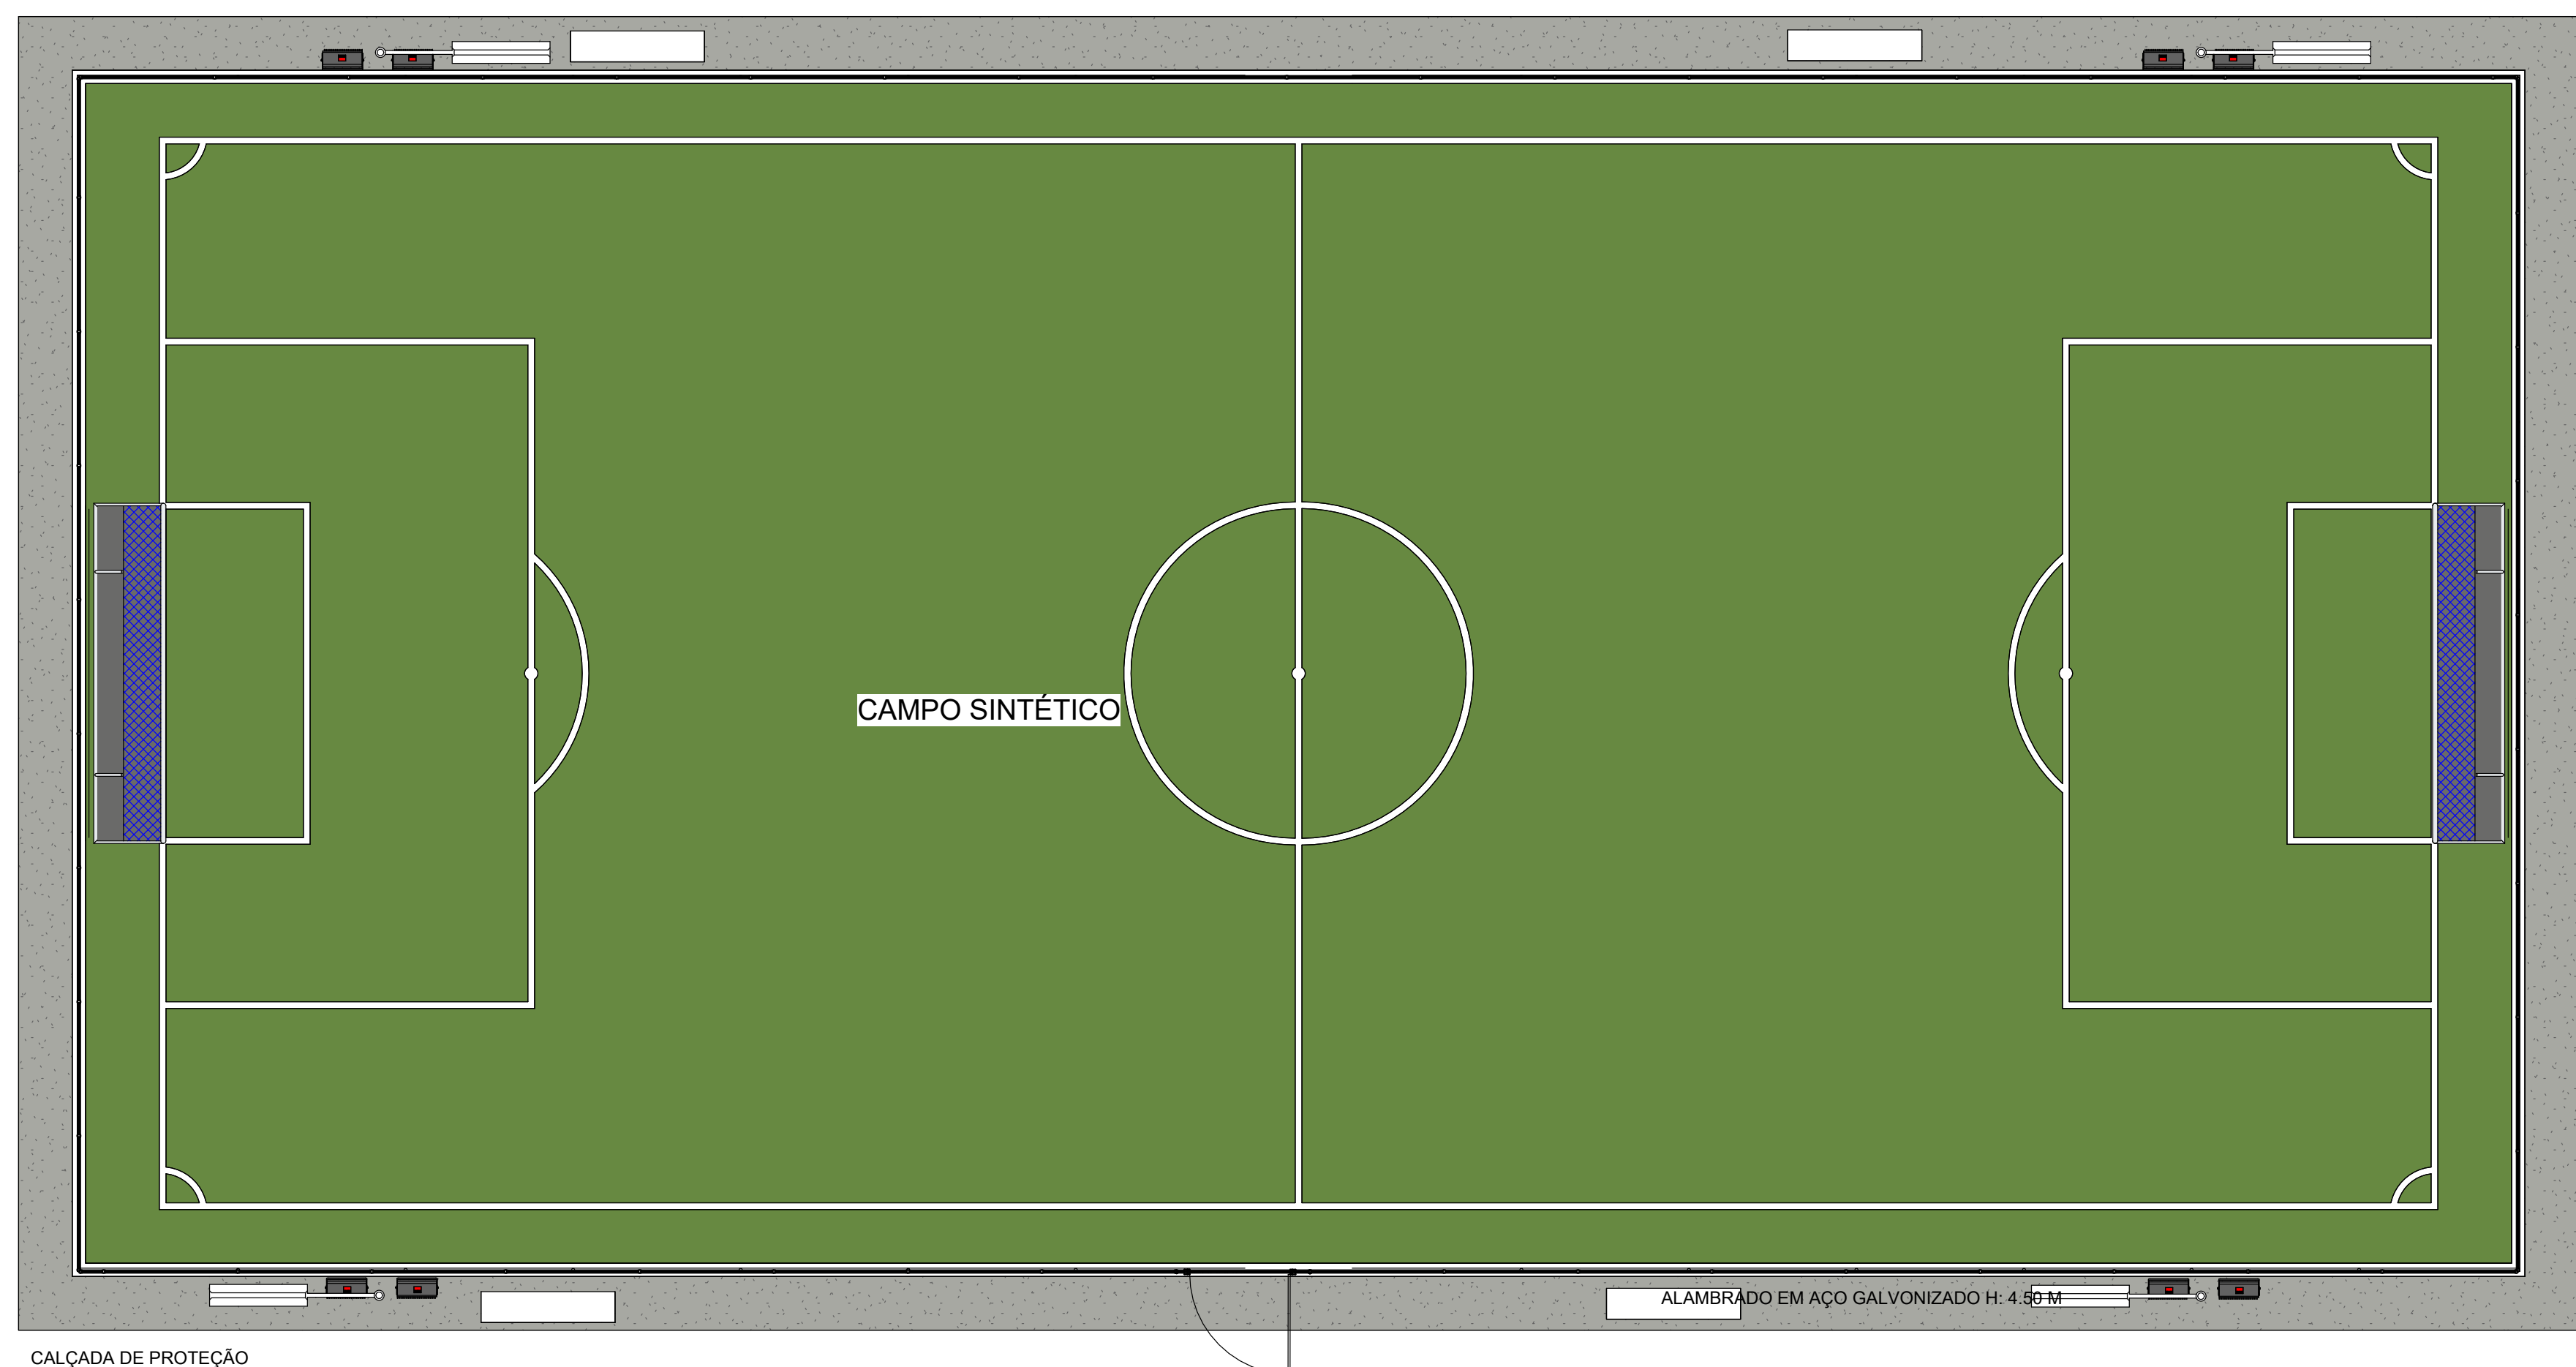 CAMPO SINTÉTICO
ALAMBRADO EM AÇO GALVONIZADO H: 4.50 M
CALÇADA DE PROTEÇÃO